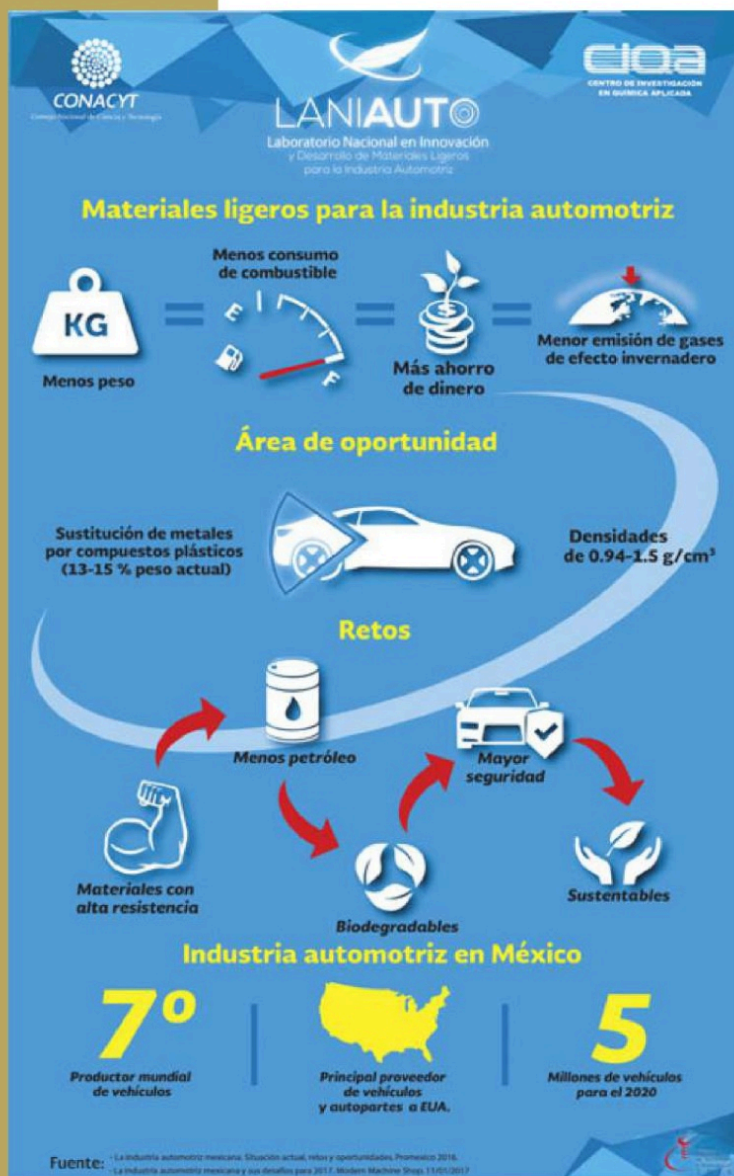 CONACYT
Consejo Nacional de Ciencia y Tecnología
LANIAUTO
Laboratorio Nacional en Innovación
y Desarrollo de Materiales Ligeros
para la Industria Automotriz
CIQA
CENTRO DE INVESTIGACIÓN
EN QUÍMICA APLICADA
Materiales ligeros para la industria automotriz
KG
Menos peso
=
Menos consumo
de combustible
E
F
=
$
Más ahorro
de dinero
=
Menor emisión de gases
de efecto invernadero
Área de oportunidad
Sustitución de metales
por compuestos plásticos
(13-15 % peso actual)
Densidades
de 0.94-1.5 g/cm³
Retos
Materiales con
alta resistencia
Menos petróleo
Biodegradables
Mayor
seguridad
Sustentables
Industria automotriz en México
7º
Productor mundial
de vehículos
Principal proveedor
de vehículos
y autopartes a EUA.
5
Millones de vehículos
para el 2020
Fuente:
- La industria automotriz mexicana. Situación actual, retos y oportunidades. Promexico 2016.
- La industria automotriz mexicana y sus desafíos para 2017. Modern Machine Shop, 11/01/2017